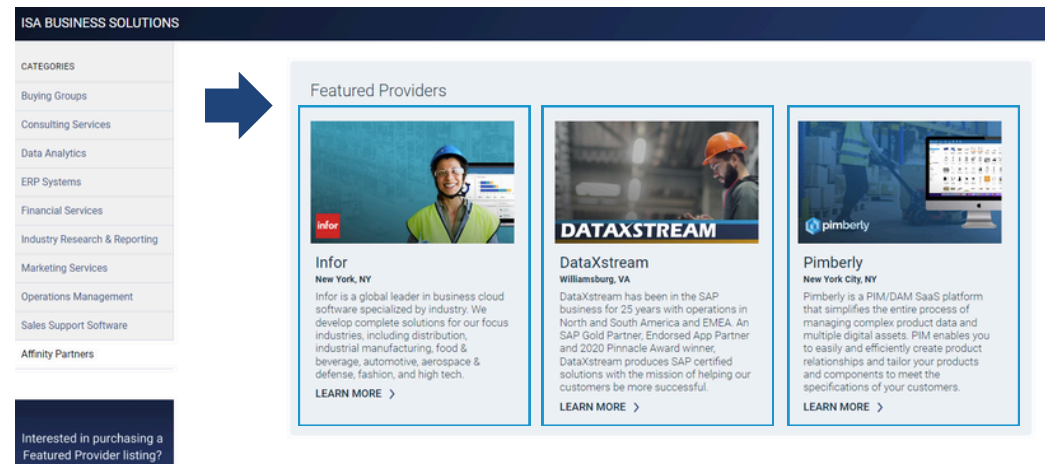 ISA BUSINESS SOLUTIONS
CATEGORIES
Buying Groups
Consulting Services
Data Analytics
ERP Systems
Financial Services
Industry Research & Reporting
Marketing Services
Operations Management
Sales Support Software
Affinity Partners
Interested in purchasing a
Featured Provider listing?
Featured Providers
infor
Infor
New York, NY
Infor is a global leader in business cloud
software specialized by industry. We
develop complete solutions for our focus
industries, including distribution,
industrial manufacturing, food &
beverage, automotive, aerospace &
defense, fashion, and high tech.
LEARN MORE >
DATAXSTREAM
DataXstream
Williamsburg, VA
DataXstream has been in the SAP
business for 25 years with operations in
North and South America and EMEA. An
SAP Gold Partner, Endorsed App Partner
and 2020 Pinnacle Award winner,
DataXstream produces SAP certified
solutions with the mission of helping our
customers be more successful.
LEARN MORE >
pimberly
Pimberly
New York City, NY
Pimberly is a PIM/DAM SaaS platform
that simplifies the entire process of
managing complex product data and
multiple digital assets. PIM enables you
to easily and efficiently create product
relationships and tailor your products
and components to meet the
specifications of your customers.
LEARN MORE >